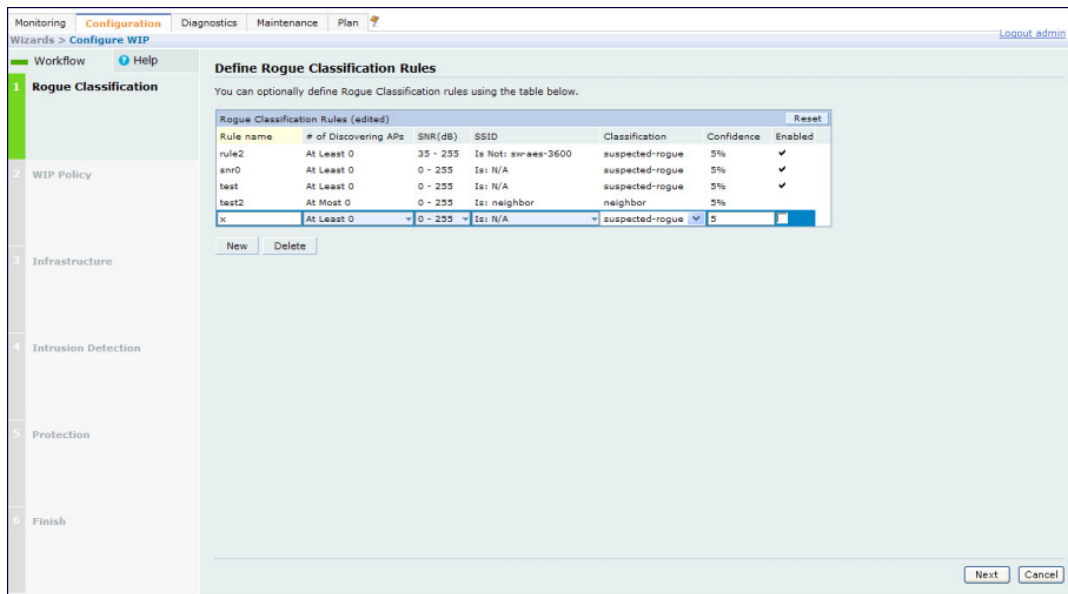 Monitoring Configuration Diagnostics Maintenance Plan
Logout admin
Wizards > Configure WIP
Workflow ? Help
1 Rogue Classification
2 WIP Policy
3 Infrastructure
4 Intrusion Detection
5 Protection
6 Finish
Define Rogue Classification Rules
You can optionally define Rogue Classification rules using the table below.
Rogue Classification Rules (edited) Reset
Rule name # of Discovering APs SNR(dB) SSID Classification Confidence Enabled
rule2 At Least 0 35 - 255 Is Not: sw-aes-3600 suspected-rogue 5% ✔
snr0 At Least 0 0 - 255 Is: N/A suspected-rogue 5% ✔
test At Least 0 0 - 255 Is: N/A suspected-rogue 5% ✔
test2 At Most 0 0 - 255 Is: neighbor neighbor 5%
x At Least 0 0 - 255 Is: N/A suspected-rogue 5
New Delete
Next Cancel